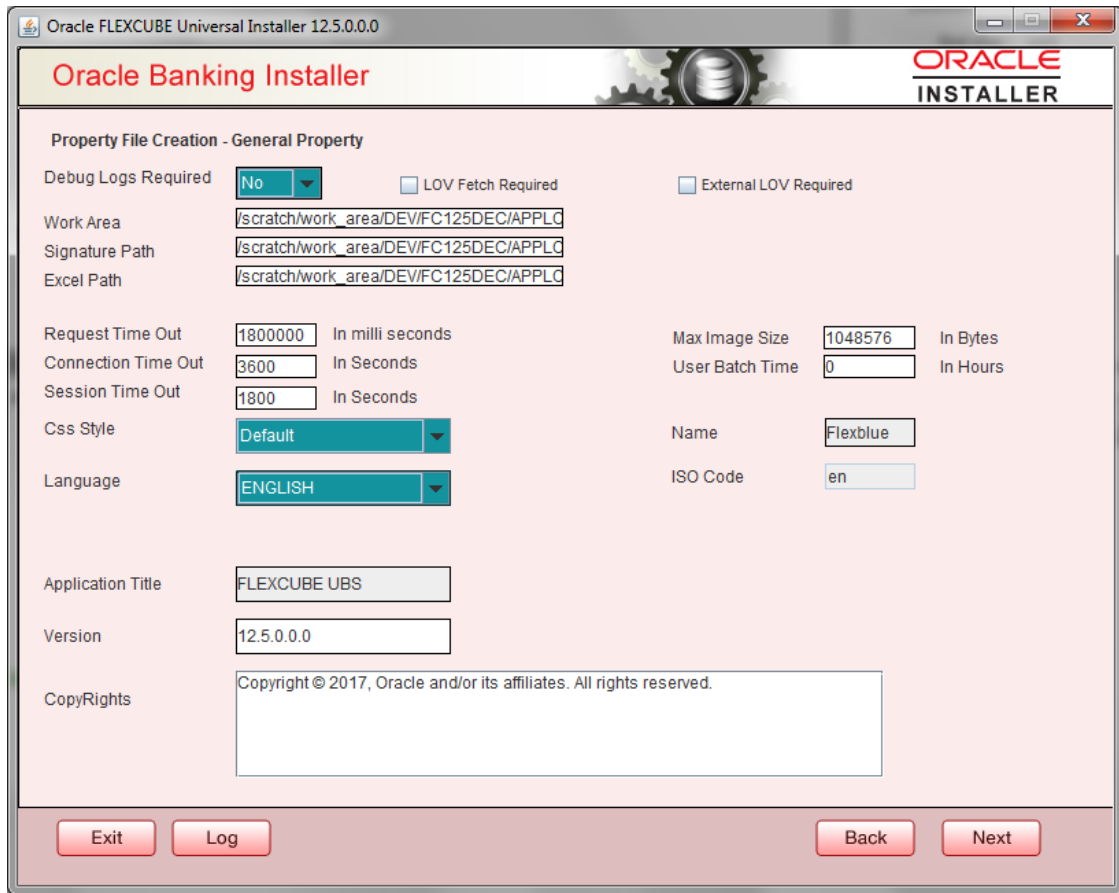 Oracle FLEXCUBE Universal Installer 12.5.0.0.0
Oracle Banking Installer
ORACLE
INSTALLER
Property File Creation - General Property
Debug Logs Required No LOV Fetch Required External LOV Required
Work Area /scratch/work_area/DEV/FC125DEC/APPLO
Signature Path /scratch/work_area/DEV/FC125DEC/APPLO
Excel Path /scratch/work_area/DEV/FC125DEC/APPLO
Request Time Out 1800000 In milli seconds Max Image Size 1048576 In Bytes
Connection Time Out 3600 In Seconds User Batch Time 0 In Hours
Session Time Out 1800 In Seconds
Css Style Default Name Flexblue
Language ENGLISH ISO Code en
Application Title FLEXCUBE UBS
Version 12.5.0.0.0
CopyRights Copyright © 2017, Oracle and/or its affiliates. All rights reserved.
Exit Log Back Next